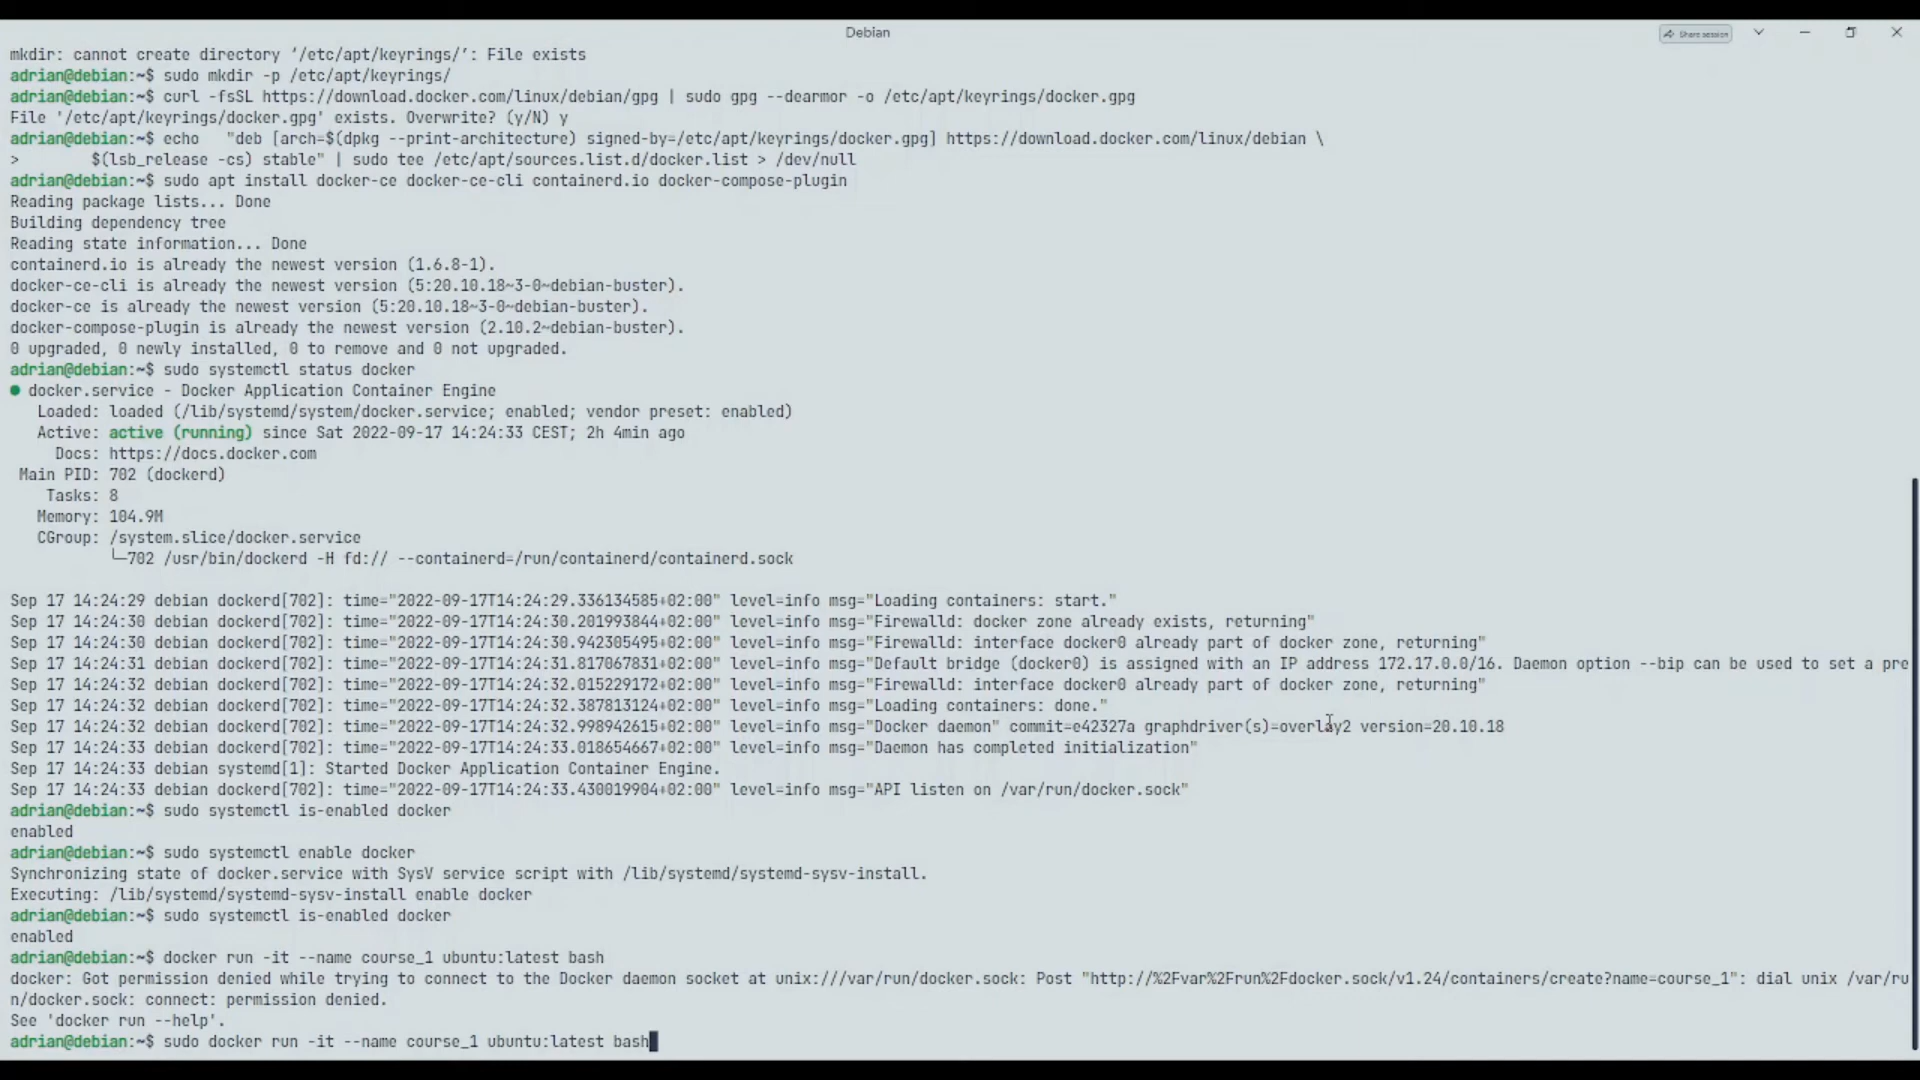 Debian
Share session
mkdir: cannot create directory ‘/etc/apt/keyrings/’: File exists
adrian@debian:~$ sudo mkdir -p /etc/apt/keyrings/
adrian@debian:~$ curl -fsSL https://download.docker.com/linux/debian/gpg | sudo gpg --dearmor -o /etc/apt/keyrings/docker.gpg
File '/etc/apt/keyrings/docker.gpg' exists. Overwrite? (y/N) y
adrian@debian:~$ echo   "deb [arch=$(dpkg --print-architecture) signed-by=/etc/apt/keyrings/docker.gpg] https://download.docker.com/linux/debian \
>        $(lsb_release -cs) stable" | sudo tee /etc/apt/sources.list.d/docker.list > /dev/null
adrian@debian:~$ sudo apt install docker-ce docker-ce-cli containerd.io docker-compose-plugin
Reading package lists... Done
Building dependency tree
Reading state information... Done
containerd.io is already the newest version (1.6.8-1).
docker-ce-cli is already the newest version (5:20.10.18~3-0~debian-buster).
docker-ce is already the newest version (5:20.10.18~3-0~debian-buster).
docker-compose-plugin is already the newest version (2.10.2~debian-buster).
0 upgraded, 0 newly installed, 0 to remove and 0 not upgraded.
adrian@debian:~$ sudo systemctl status docker
● docker.service - Docker Application Container Engine
   Loaded: loaded (/lib/systemd/system/docker.service; enabled; vendor preset: enabled)
   Active: active (running) since Sat 2022-09-17 14:24:33 CEST; 2h 4min ago
     Docs: https://docs.docker.com
 Main PID: 702 (dockerd)
    Tasks: 8
   Memory: 104.9M
   CGroup: /system.slice/docker.service
           └─702 /usr/bin/dockerd -H fd:// --containerd=/run/containerd/containerd.sock
Sep 17 14:24:29 debian dockerd[702]: time="2022-09-17T14:24:29.336134585+02:00" level=info msg="Loading containers: start."
Sep 17 14:24:30 debian dockerd[702]: time="2022-09-17T14:24:30.201993844+02:00" level=info msg="Firewalld: docker zone already exists, returning"
Sep 17 14:24:30 debian dockerd[702]: time="2022-09-17T14:24:30.942305495+02:00" level=info msg="Firewalld: interface docker0 already part of docker zone, returning"
Sep 17 14:24:31 debian dockerd[702]: time="2022-09-17T14:24:31.817067831+02:00" level=info msg="Default bridge (docker0) is assigned with an IP address 172.17.0.0/16. Daemon option --bip can be used to set a pre
Sep 17 14:24:32 debian dockerd[702]: time="2022-09-17T14:24:32.015229172+02:00" level=info msg="Firewalld: interface docker0 already part of docker zone, returning"
Sep 17 14:24:32 debian dockerd[702]: time="2022-09-17T14:24:32.387813124+02:00" level=info msg="Loading containers: done."
Sep 17 14:24:32 debian dockerd[702]: time="2022-09-17T14:24:32.998942615+02:00" level=info msg="Docker daemon" commit=e42327a graphdriver(s)=overlay2 version=20.10.18
Sep 17 14:24:33 debian dockerd[702]: time="2022-09-17T14:24:33.018654667+02:00" level=info msg="Daemon has completed initialization"
Sep 17 14:24:33 debian systemd[1]: Started Docker Application Container Engine.
Sep 17 14:24:33 debian dockerd[702]: time="2022-09-17T14:24:33.430019904+02:00" level=info msg="API listen on /var/run/docker.sock"
adrian@debian:~$ sudo systemctl is-enabled docker
enabled
adrian@debian:~$ sudo systemctl enable docker
Synchronizing state of docker.service with SysV service script with /lib/systemd/systemd-sysv-install.
Executing: /lib/systemd/systemd-sysv-install enable docker
adrian@debian:~$ sudo systemctl is-enabled docker
enabled
adrian@debian:~$ docker run -it --name course_1 ubuntu:latest bash
docker: Got permission denied while trying to connect to the Docker daemon socket at unix:///var/run/docker.sock: Post "http://%2Fvar%2Frun%2Fdocker.sock/v1.24/containers/create?name=course_1": dial unix /var/ru
n/docker.sock: connect: permission denied.
See 'docker run --help'.
adrian@debian:~$ sudo docker run -it --name course_1 ubuntu:latest bash